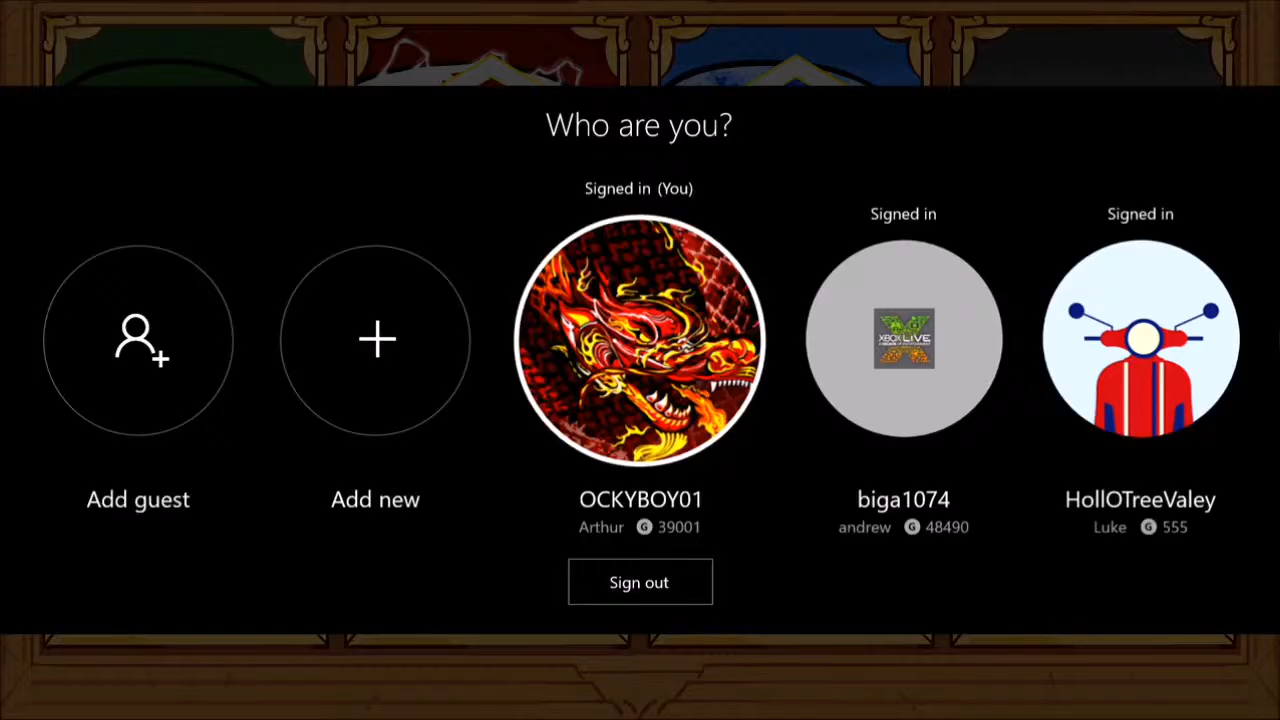 Who are you?
Signed in (You)
Signed in
Signed in
XBOX LIVE
Add guest
Add new
OCKYBOY01
biga1074
HollOTreeValey
Arthur G 39001
andrew G 48490
Luke G 555
Sign out